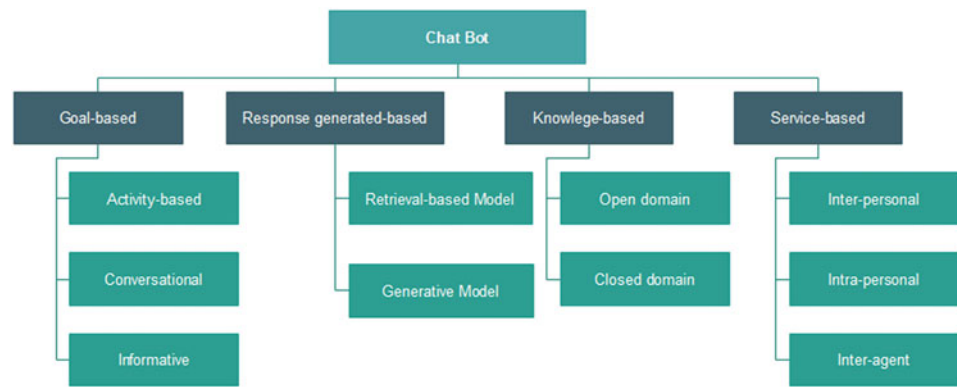 Chat Bot
Goal-based
Response generated-based
Knowlege-based
Service-based
Activity-based
Retrieval-based Model
Open domain
Inter-personal
Conversational
Generative Model
Closed domain
Intra-personal
Informative
Inter-agent